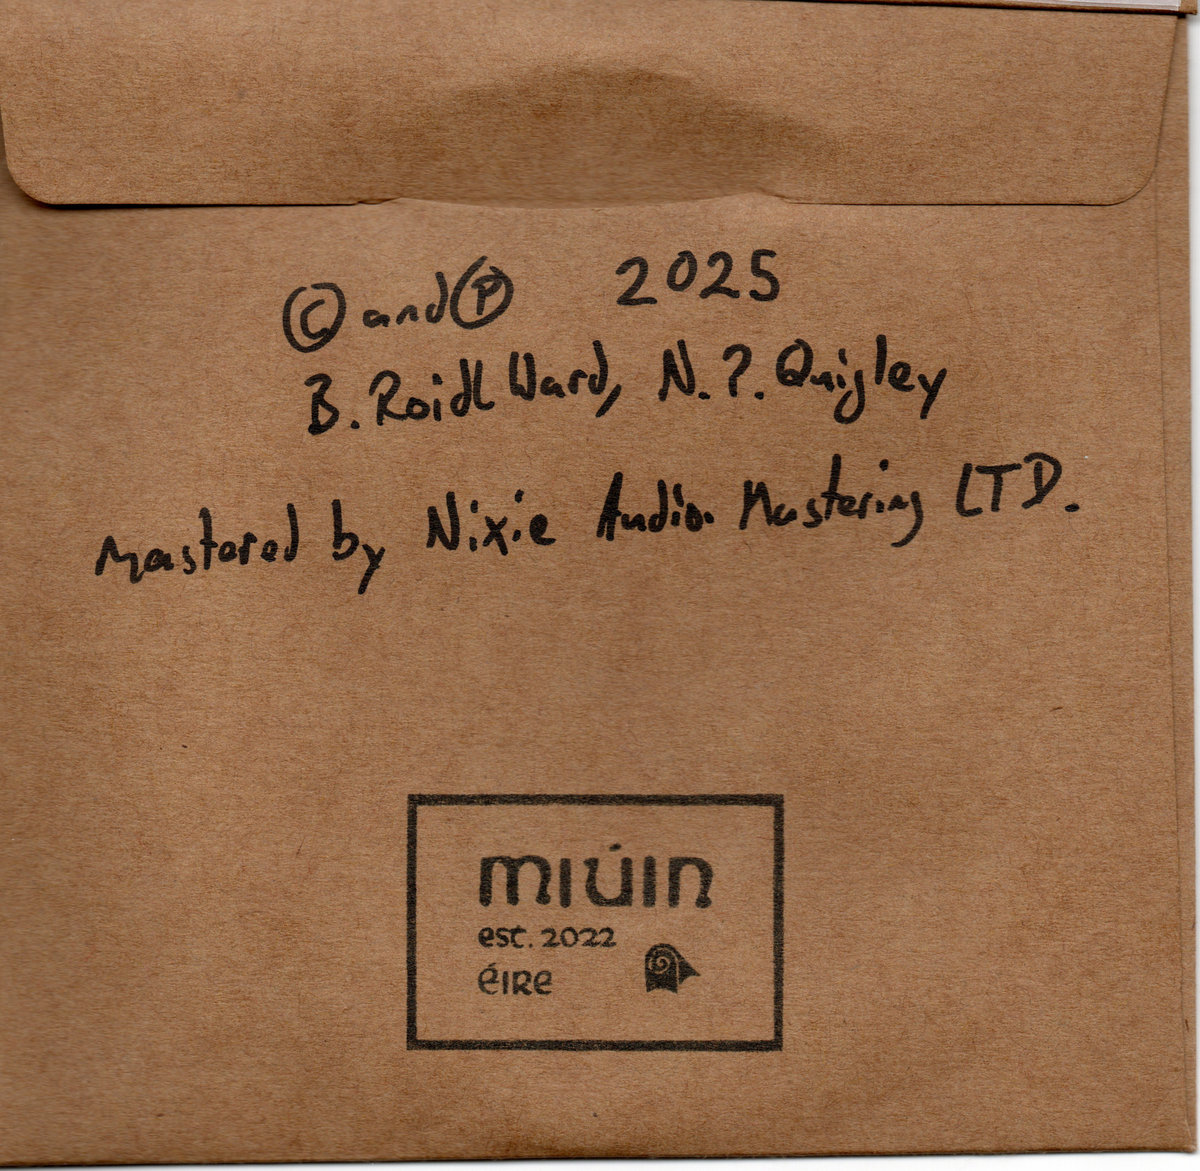 © and ℗ 2025
B. Roidl Ward, N. P. Quigley
Mastered by Nixie Audio Mastering LTD.
miúin
est. 2022
éire